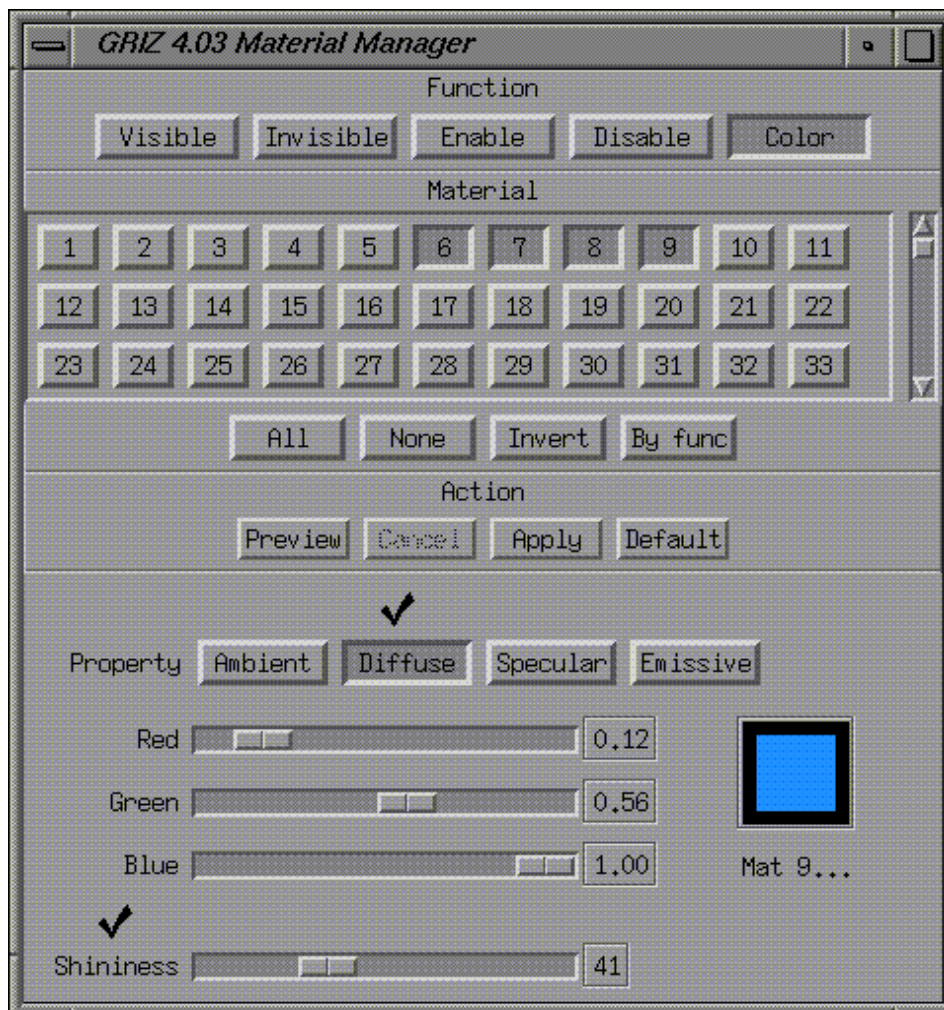 GRIZ 4.03 Material Manager
Function
Visible Invisible Enable Disable Color
Material
1 2 3 4 5 6 7 8 9 10 11
12 13 14 15 16 17 18 19 20 21 22
23 24 25 26 27 28 29 30 31 32 33
All None Invert By func
Action
Preview Cancel Apply Default
Property Ambient Diffuse Specular Emissive
Red 0.12
Green 0.56
Blue 1.00
Mat 9...
Shininess 41